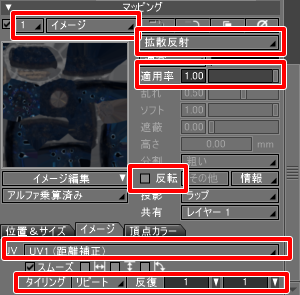 マッピング
1 イメージ
拡散反射
適用率 1.00
乱れ 0.50
ソフト 1.00
遮蔽 0.00
高さ 0.00 mm
分割 粗い
イメージ編集 反転 その他 情報
アルファ乗算済み 投影 ラップ
共有 レイヤー 1
位置&サイズ イメージ 頂点カラー
UV UV1 (距離補正)
スムーズ
タイリング リピート 反復 1 1